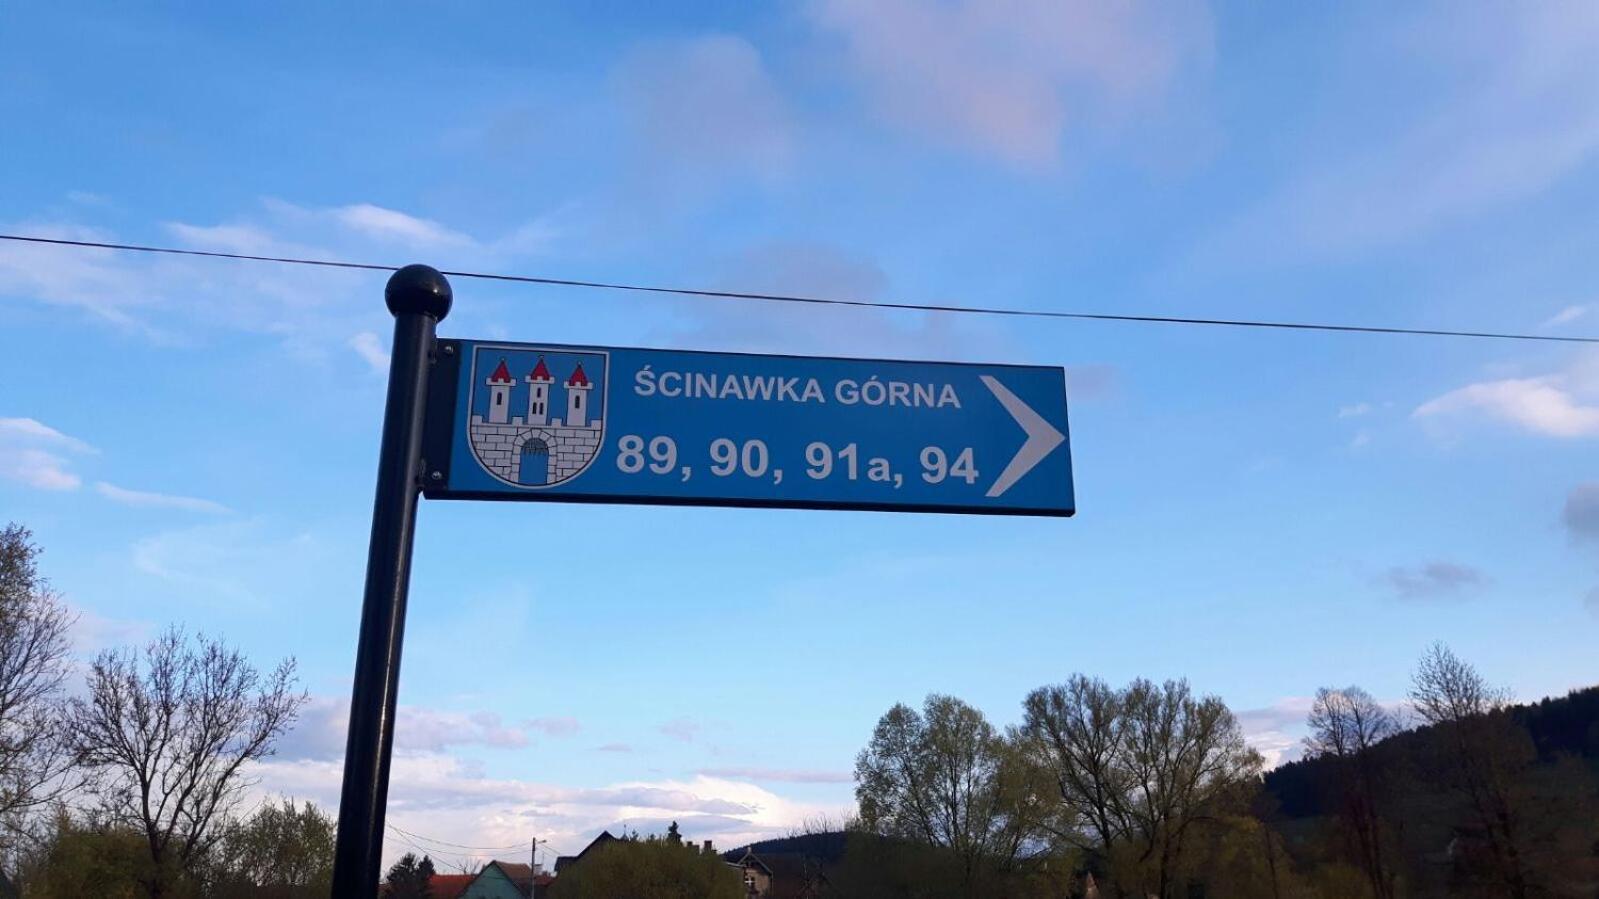 ŚCINAWKA GÓRNA
89, 90, 91a, 94